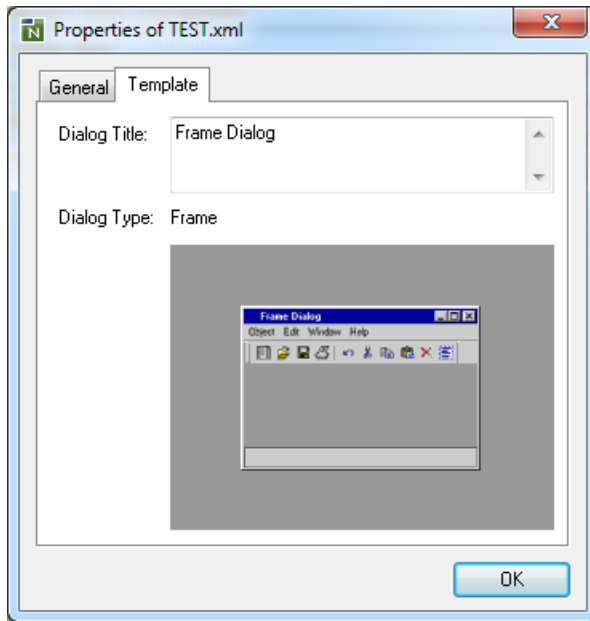 Properties of TEST.xml
General Template
Dialog Title: Frame Dialog
Dialog Type: Frame
Frame Dialog
Object Edit Window Help
OK